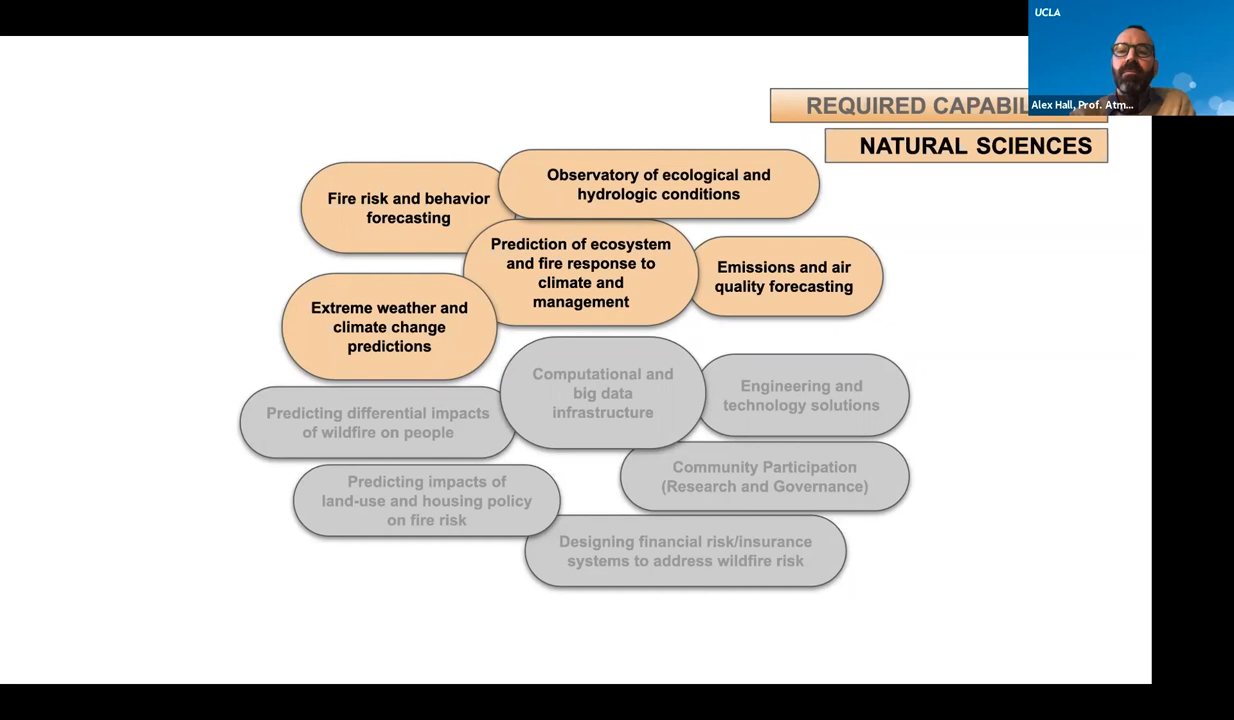 UCLA
Alex Hall, Prof. Atm...
REQUIRED
NATURAL SCIENCES
Fire risk and behavior
forecasting
Observatory of ecological and
hydrologic conditions
Prediction of ecosystem
and fire response to
climate and
management
Emissions and air
quality forecasting
Extreme weather and
climate change
predictions
Computational and
big data
infrastructure
Engineering and
technology solutions
Predicting differential impacts
of wildfire on people
Community Participation
(Research and Governance)
Predicting impacts of
land-use and housing policy
on fire risk
Designing financial risk/insurance
systems to address wildfire risk